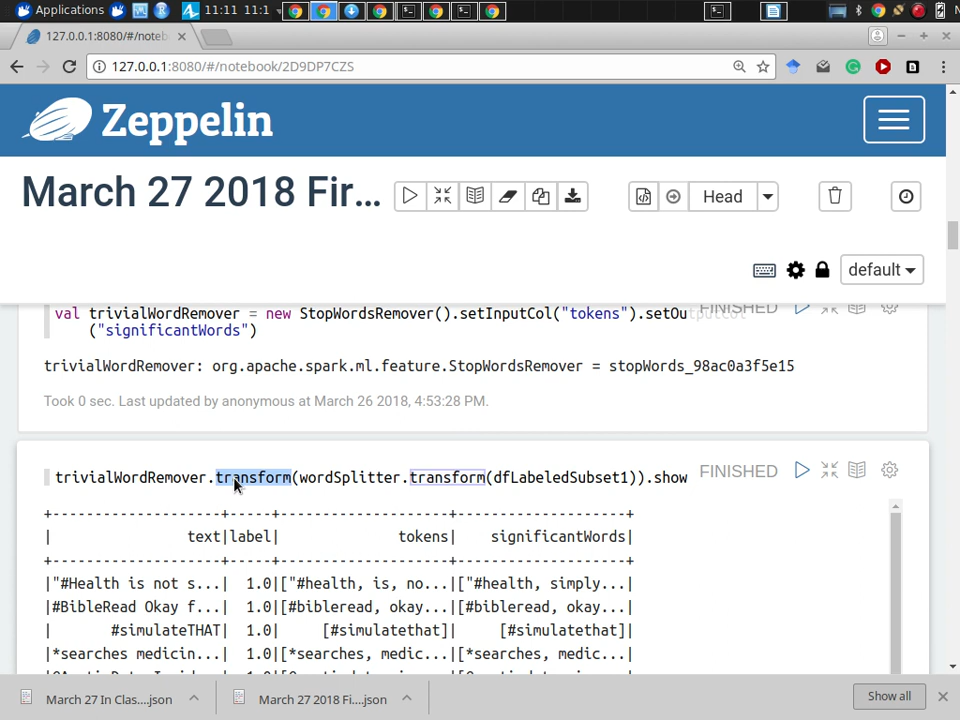 Applications 11:11 11:1 N
127.0.0.1:8080/#/noteb
127.0.0.1:8080/#/notebook/2D9DP7CZS
Zeppelin
March 27 2018 Fir...
Head
default
val trivialWordRemover = new StopWordsRemover().setInputCol("tokens").setOutputCol
("significantWords")
FINISHED
trivialWordRemover: org.apache.spark.ml.feature.StopWordsRemover = stopWords_98ac0a3f5e15
Took 0 sec. Last updated by anonymous at March 26 2018, 4:53:28 PM.
trivialWordRemover.transform(wordSplitter.transform(dfLabeledSubset1)).show
FINISHED
+--------------------+-----+--------------------+--------------------+
|                text|label|              tokens|    significantWords|
+--------------------+-----+--------------------+--------------------+
|"#Health is not s...|  1.0|["#health, is, no...|["#health, simply...|
|#BibleRead Okay f...|  1.0|[#bibleread, okay...|[#bibleread, okay...|
|        #simulateTHAT|  1.0|     [#simulatethat]|     [#simulatethat]|
|*searches medicin...|  1.0|[*searches, medic...|[*searches, medic...|
March 27 In Clas....json
March 27 2018 Fi....json
Show all